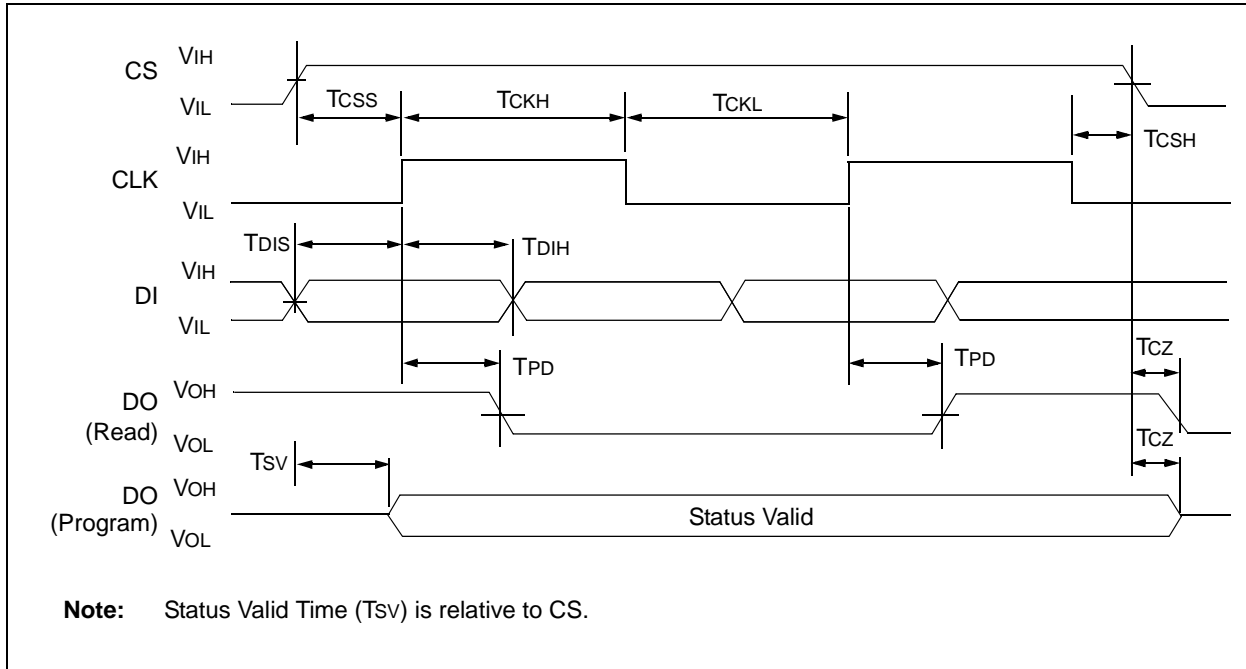 CS
VIH
VIL
TCSS
TCKH
TCKL
TCSH
CLK
VIH
VIL
TDIS
TDIH
DI
VIH
VIL
TPD
TPD
TCZ
DO
(Read)
VOH
VOL
TCZ
TSV
DO
(Program)
VOH
VOL
Status Valid
Note: Status Valid Time (TSV) is relative to CS.